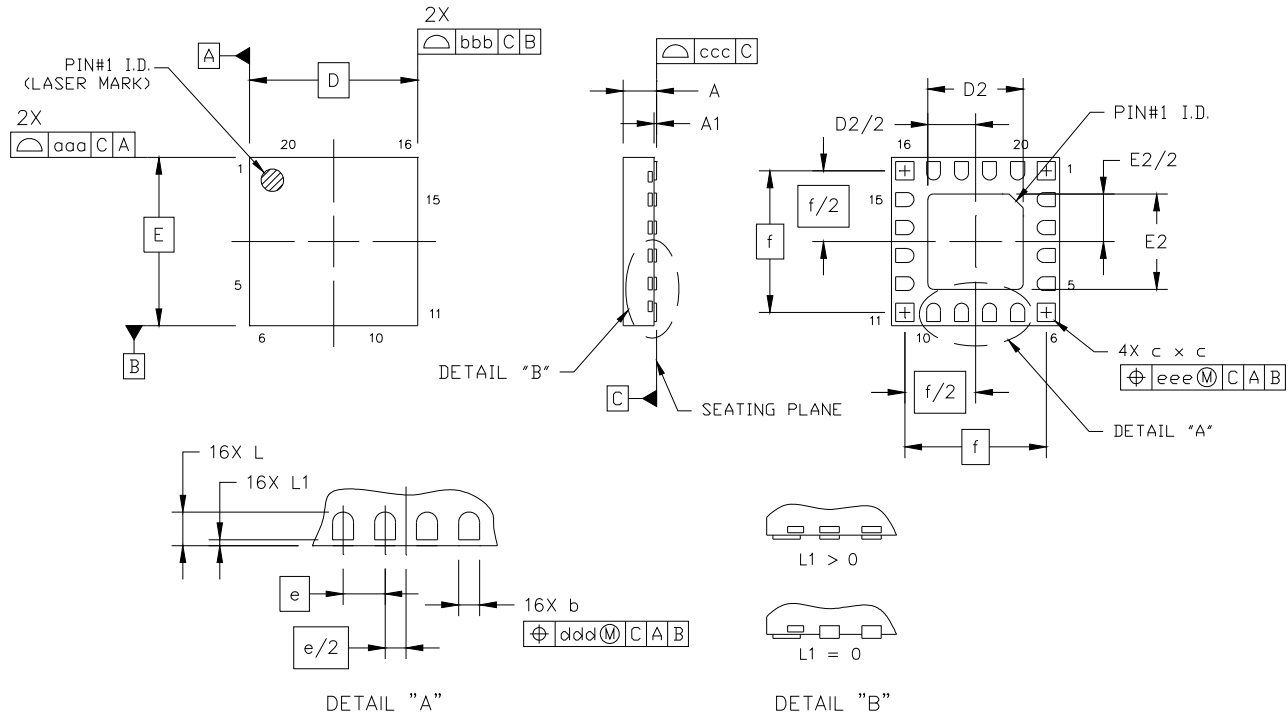 2X
bbb C B
A
D
PIN#1 I.D.
(LASER MARK)
2X
aaa C A
20
16
1
15
E
5
11
6
10
B
ccc C
A
A1
DETAIL "B"
C
SEATING PLANE
D2
D2/2
PIN#1 I.D.
16
20
E2/2
1
15
f/2
f
E2
5
11
10
6
4X c x c
eee M C A B
f/2
f
DETAIL "A"
16X L
16X L1
e
16X b
ddd M C A B
e/2
DETAIL "A"
L1 > 0
L1 = 0
DETAIL "B"